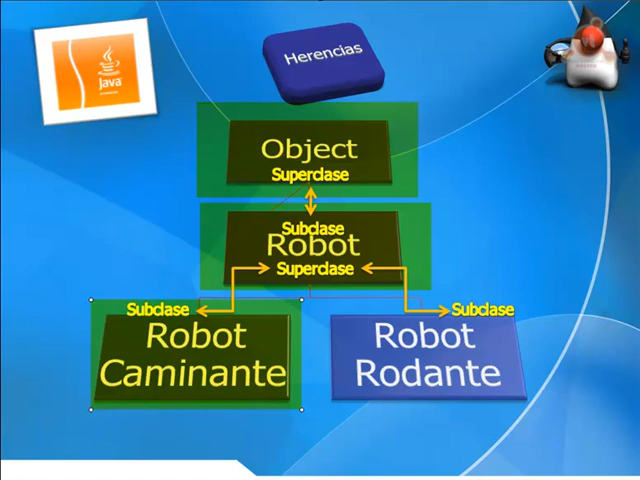 Java
Herencias
Object
Superclase
Subclase
Robot
Superclase
Subclase
Subclase
Robot
Caminante
Robot
Rodante